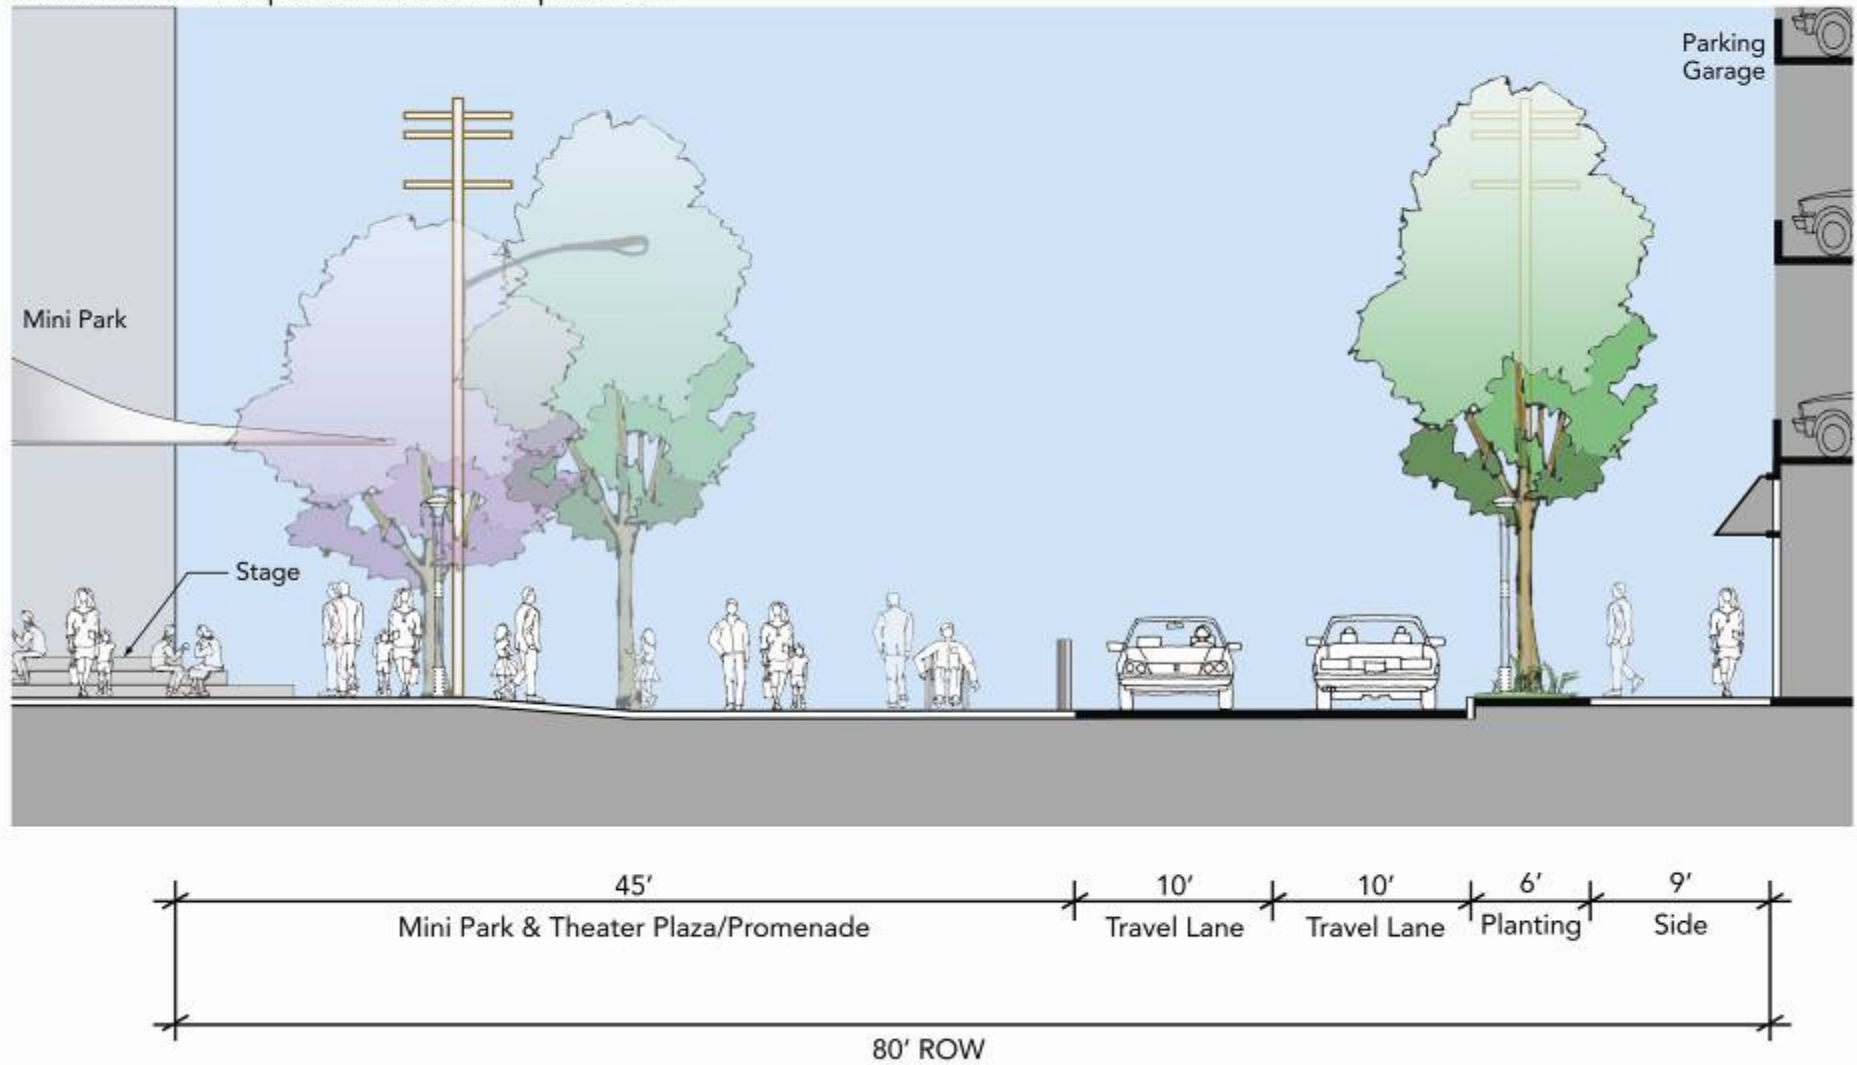 Parking
Garage
Mini Park
Stage
45’
10’
10’
6’
9’
Mini Park & Theater Plaza/Promenade
Travel Lane
Travel Lane
Planting
Side
80’ ROW